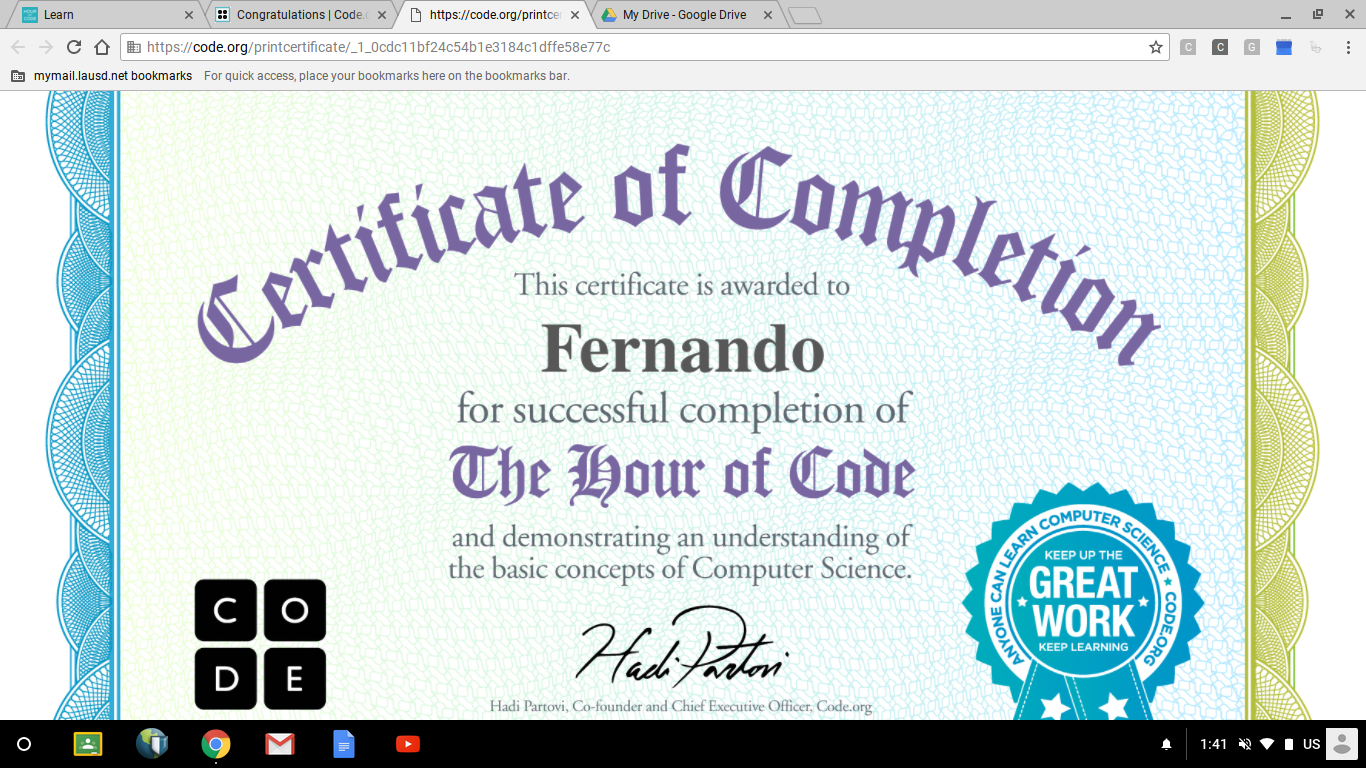 Learn
Congratulations | Code.o
https://code.org/printcer
My Drive - Google Drive
https://code.org/printcertificate/_1_0cdc11bf24c54b1e3184c1dffe58e77c
C
C
G
mymail.lausd.net bookmarks
For quick access, place your bookmarks here on the bookmarks bar.
Certificate of Completion
This certificate is awarded to
Fernando
for successful completion of
The Hour of Code
and demonstrating an understanding of
the basic concepts of Computer Science.
C O
D E
Hadi Partovi
Hadi Partovi, Co-founder and Chief Executive Officer, Code.org
ANYONE CAN LEARN COMPUTER SCIENCE ★ CODE.ORG
KEEP UP THE
GREAT
WORK
KEEP LEARNING
1:41
US